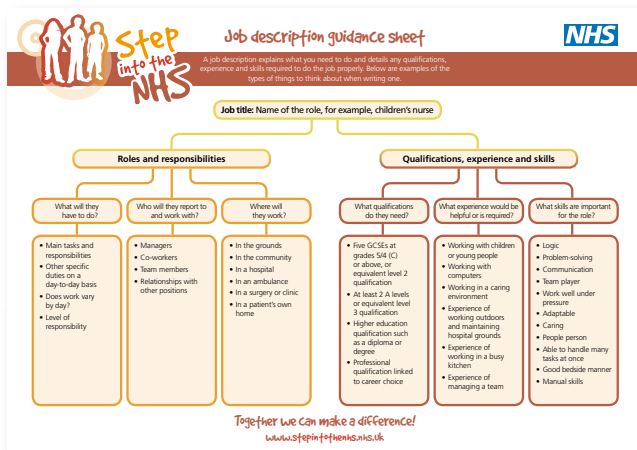 Step
into the
NHS
Job description guidance sheet
NHS
A job description explains what you need to do and details any qualifications,
experience and skills required to do the job properly. Below are examples of the
types of things to think about when writing one.
Job title: Name of the role, for example, children's nurse
Roles and responsibilities
Qualifications, experience and skills
What will they
have to do?
Who will they report to
and work with?
Where will
they work?
What qualifications
do they need?
What experience would be
helpful or is required?
What skills are important
for the role?
• Main tasks and
responsibilities
• Other specific
duties on a
day-to-day basis
• Does work vary
by day?
• Level of
responsibility
• Managers
• Co-workers
• Team members
• Relationships with
other positions
• In the grounds
• In the community
• In a hospital
• In an ambulance
• In a surgery or clinic
• In a patient's own
home
• Five GCSEs at
grades 5/4 (C)
or above, or
equivalent level 2
qualification
• At least 2 A levels
or equivalent level
3 qualification
• Higher education
qualification such
as a diploma or
degree
• Professional
qualification linked
to career choice
• Working with children
or young people
• Working with
computers
• Working in a caring
environment
• Experience of
working outdoors
and maintaining
hospital grounds
• Experience of
working in a busy
kitchen
• Experience of
managing a team
• Logic
• Problem-solving
• Communication
• Team player
• Work well under
pressure
• Adaptable
• Caring
• People person
• Able to handle many
tasks at once
• Good bedside manner
• Manual skills
Together we can make a difference!
www.stepintothenhs.nhs.uk